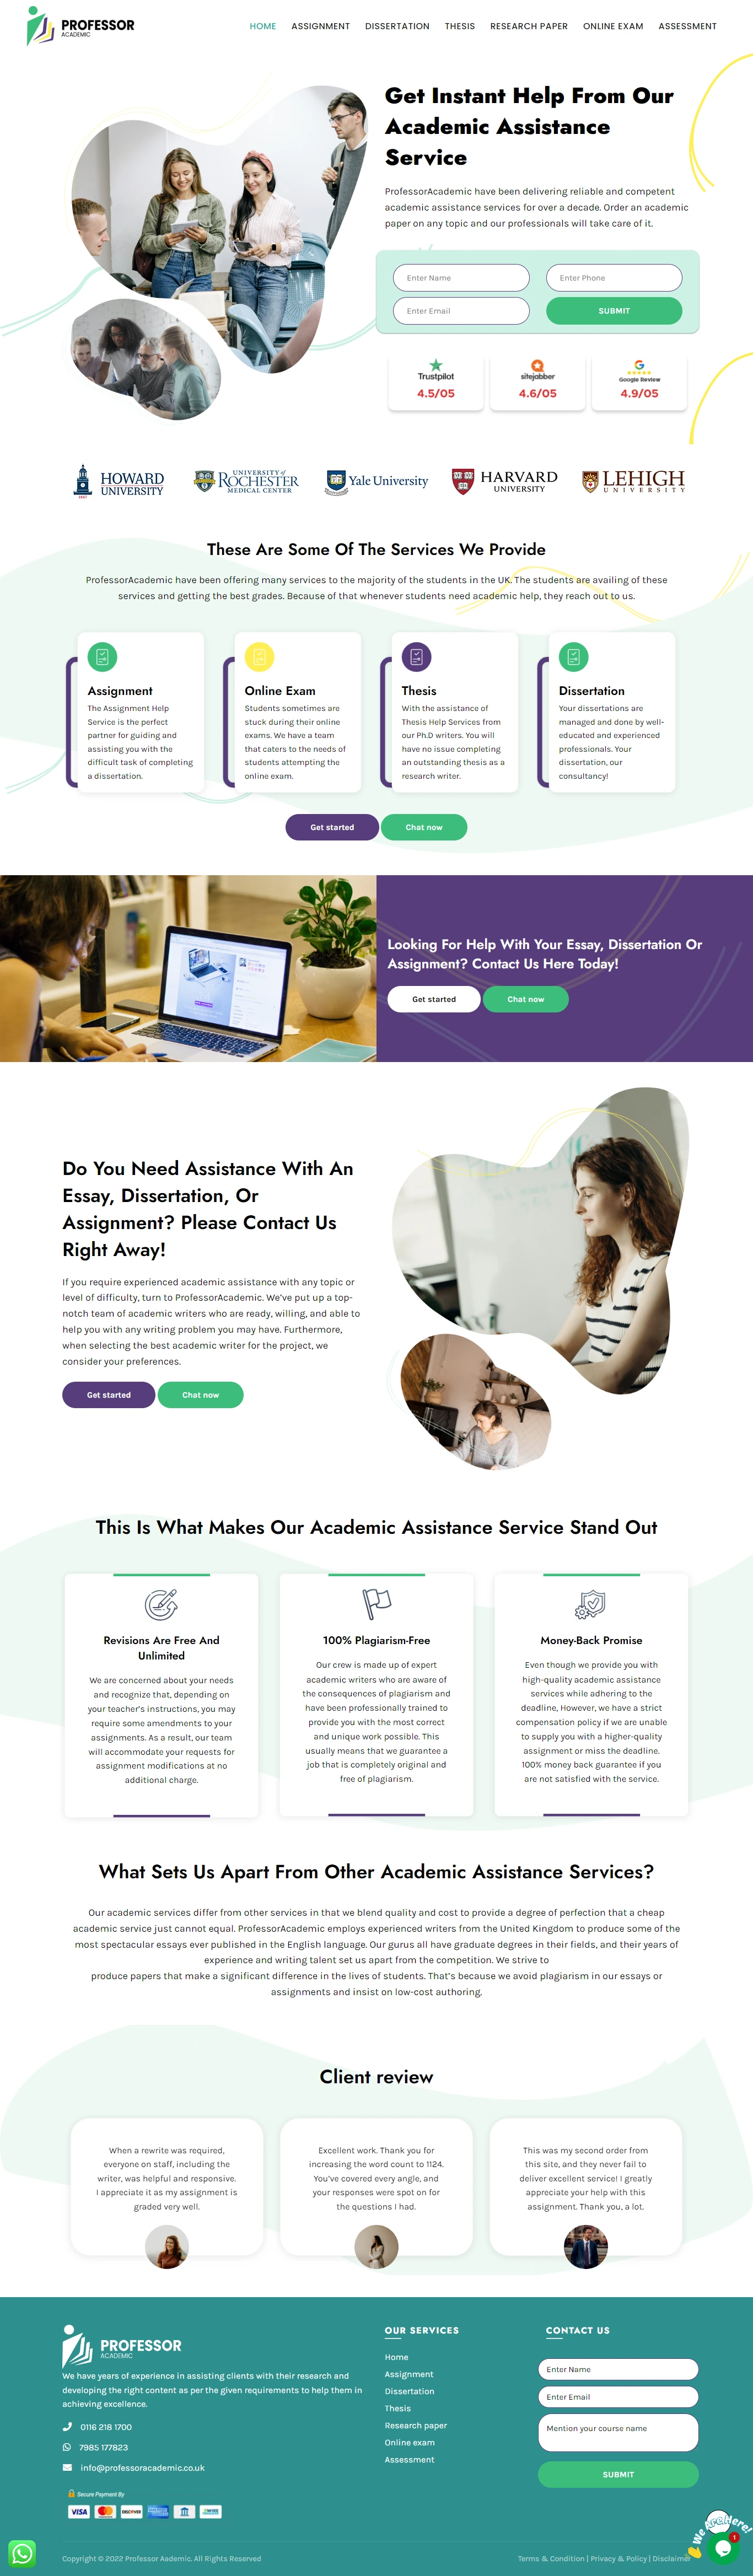 PROFESSOR
ACADEMIC
HOME ASSIGNMENT DISSERTATION THESIS RESEARCH PAPER ONLINE EXAM ASSESSMENT
Get Instant Help From Our
Academic Assistance
Service
ProfessorAcademic have been delivering reliable and competent
academic assistance services for over a decade. Order an academic
paper on any topic and our professionals will take care of it.
Enter Name
Enter Phone
Enter Email
SUBMIT
Trustpilot
4.5/05
sitejabber
4.6/05
Google Review
4.9/05
HOWARD
UNIVERSITY
UNIVERSITY of
ROCHESTER
MEDICAL CENTER
Yale University
HARVARD
UNIVERSITY
LEHIGH
UNIVERSITY
These Are Some Of The Services We Provide
ProfessorAcademic have been offering many services to the majority of the students in the UK. The students are availing of these
services and getting the best grades. Because of that whenever students need academic help, they reach out to us.
Assignment
The Assignment Help
Service is the perfect
partner for guiding and
assisting you with the
difficult task of completing
a dissertation.
Online Exam
Students sometimes are
stuck during their online
exams. We have a team
that caters to the needs of
students attempting the
online exam.
Thesis
With the assistance of
Thesis Help Services from
our Ph.D writers. You will
have no issue completing
an outstanding thesis as a
research writer.
Dissertation
Your dissertations are
managed and done by well-
educated and experienced
professionals. Your
dissertation, our
consultancy!
Get started
Chat now
Looking For Help With Your Essay, Dissertation Or
Assignment? Contact Us Here Today!
Get started
Chat now
Do You Need Assistance With An
Essay, Dissertation, Or
Assignment? Please Contact Us
Right Away!
If you require experienced academic assistance with any topic or
level of difficulty, turn to ProfessorAcademic. We've put up a top-
notch team of academic writers who are ready, willing, and able to
help you with any writing problem you may have. Furthermore,
when selecting the best academic writer for the project, we
consider your preferences.
Get started
Chat now
This Is What Makes Our Academic Assistance Service Stand Out
Revisions Are Free And
Unlimited
We are concerned about your needs
and recognize that, depending on
your teacher's instructions, you may
require some amendments to your
assignments. As a result, our team
will accommodate your requests for
assignment modifications at no
additional charge.
100% Plagiarism-Free
Our crew is made up of expert
academic writers who are aware of
the consequences of plagiarism and
have been professionally trained to
provide you with the most correct
and unique work possible. This
usually means that we guarantee a
job that is completely original and
free of plagiarism.
Money-Back Promise
Even though we provide you with
high-quality academic assistance
services while adhering to the
deadline, However, we have a strict
compensation policy if we are unable
to supply you with a higher-quality
assignment or miss the deadline.
100% money back guarantee if you
are not satisfied with the service.
What Sets Us Apart From Other Academic Assistance Services?
Our academic services differ from other services in that we blend quality and cost to provide a degree of perfection that a cheap
academic service just cannot equal. ProfessorAcademic employs experienced writers from the United Kingdom to produce some of the
most spectacular essays ever published in the English language. Our gurus all have graduate degrees in their fields, and their years of
experience and writing talent set us apart from the competition. We strive to
produce papers that make a significant difference in the lives of students. That's because we avoid plagiarism in our essays or
assignments and insist on low-cost authoring.
Client review
When a rewrite was required,
everyone on staff, including the
writer, was helpful and responsive.
I appreciate it as my assignment is
graded very well.
Excellent work. Thank you for
increasing the word count to 1124.
You've covered every angle, and
your responses were spot on for
the questions I had.
This was my second order from
this site, and they never fail to
deliver excellent service! I greatly
appreciate your help with this
assignment. Thank you, a lot.
PROFESSOR
ACADEMIC
We have years of experience in assisting clients with their research and
developing the right content as per the given requirements to help them in
achieving excellence.
0116 218 1700
7985 177823
info@professoracademic.co.uk
Secure Payment By
VISA
MasterCard
DISCOVER
OUR SERVICES
Home
Assignment
Dissertation
Thesis
Research paper
Online exam
Assessment
CONTACT US
Enter Name
Enter Email
Mention your course name
SUBMIT
We Are Here!
1
Copyright © 2022 Professor Aademic. All Rights Reserved
Terms & Condition | Privacy & Policy | Disclaimer